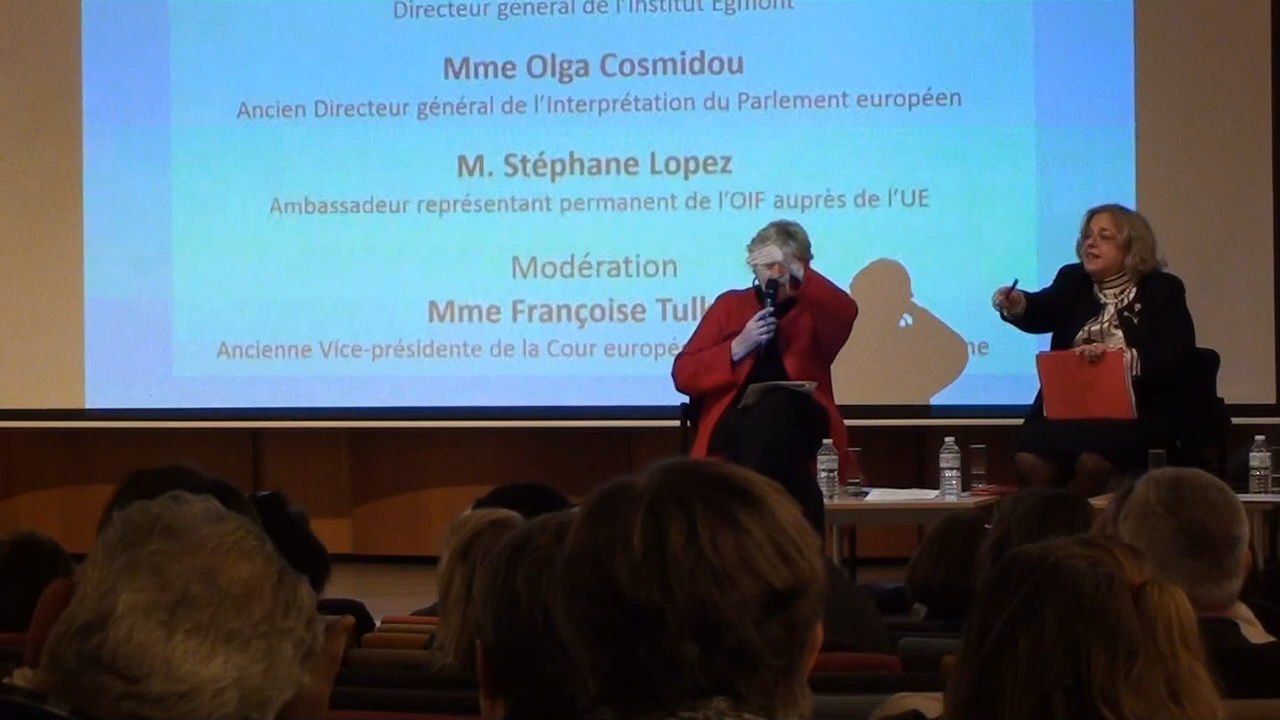 Directeur général de l'Institut Egmont
Mme Olga Cosmidou
Ancien Directeur général de l'Interprétation du Parlement européen
M. Stéphane Lopez
Ambassadeur représentant permanent de l'OIF auprès de l'UE
Modération
Mme Françoise
Ancienne Vice-présidente de la Cour